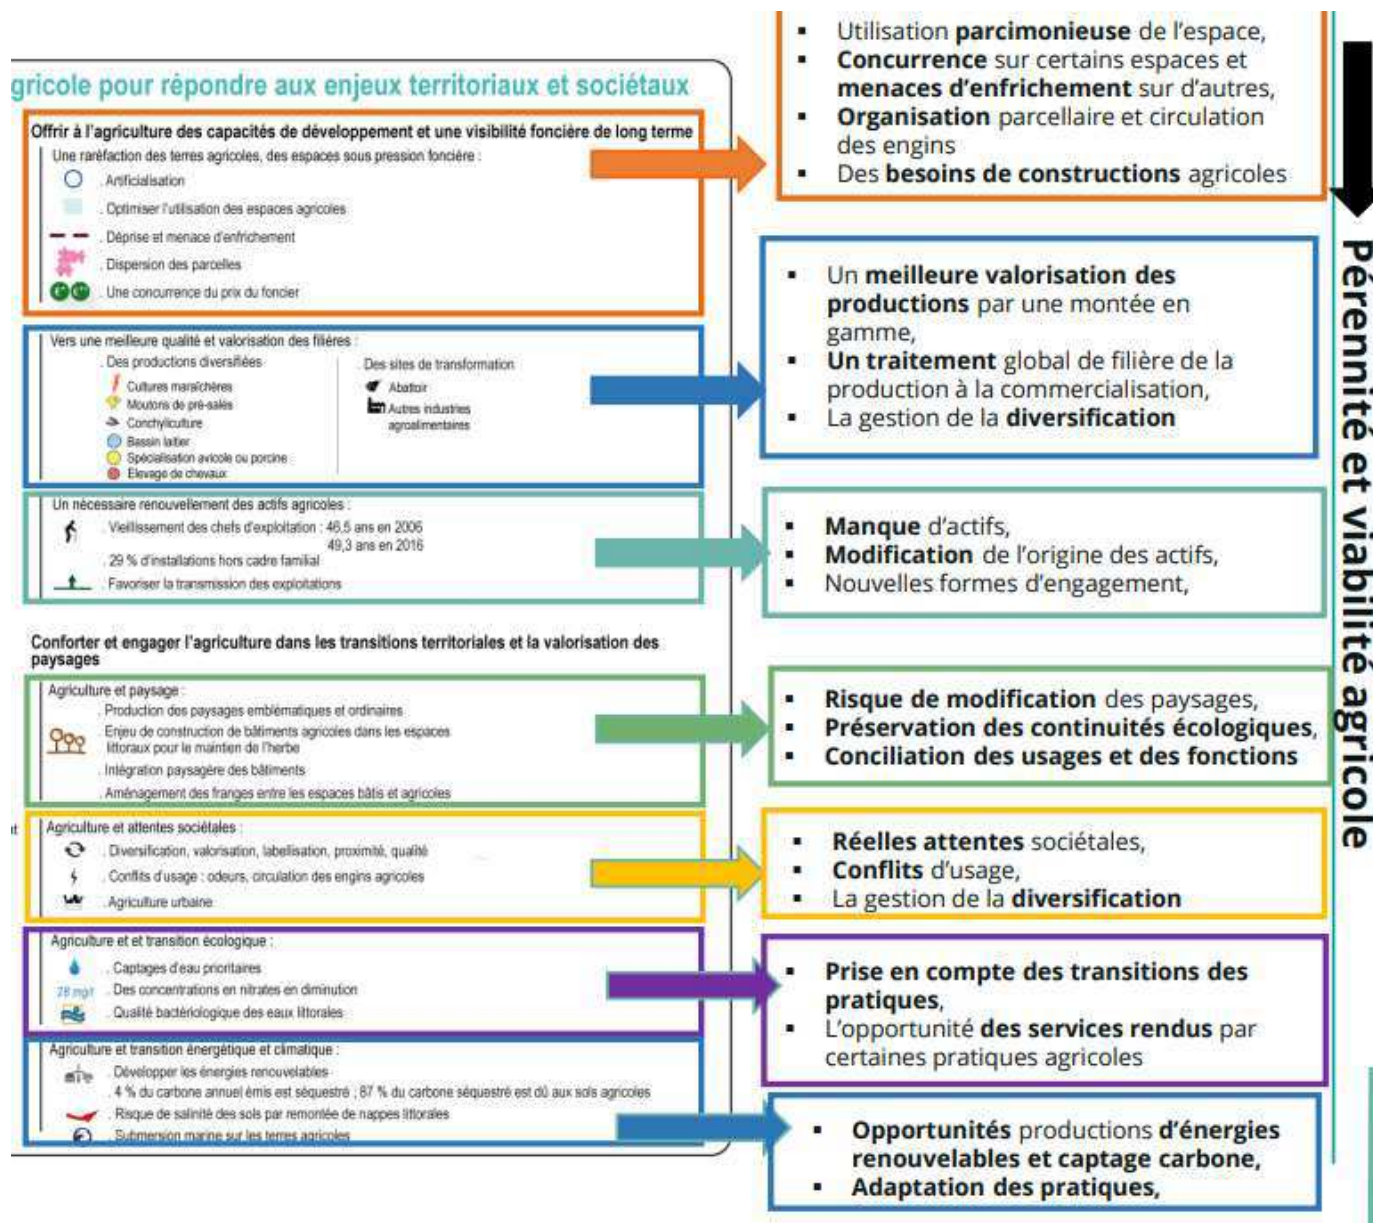 gricole pour répondre aux enjeux territoriaux et sociétaux
Offrir à l'agriculture des capacités de développement et une visibilité foncière de long terme
Une raréfaction des terres agricoles, des espaces sous pression foncière :
. Artificialisation
. Optimiser l'utilisation des espaces agricoles
. Déprise et menace d'enfrichement
. Dispersion des parcelles
. Une concurrence du prix du foncier
▪ Utilisation parcimonieuse de l'espace,
▪ Concurrence sur certains espaces et
menaces d'enfrichement sur d'autres,
▪ Organisation parcellaire et circulation
des engins
▪ Des besoins de constructions agricoles
Vers une meilleure qualité et valorisation des filières :
. Des productions diversifiées
Cultures maraîchères
Moutons de pré-salés
Conchyliculture
Bassin laitier
Spécialisation avicole ou porcine
Elevage de chevaux
. Des sites de transformation
Abattoir
Autres industries
agroalimentaires
▪ Un meilleure valorisation des
productions par une montée en
gamme,
▪ Un traitement global de filière de la
production à la commercialisation,
▪ La gestion de la diversification
Un nécessaire renouvellement des actifs agricoles :
. Vieillissement des chefs d'exploitation : 46,5 ans en 2006
49,3 ans en 2016
. 29 % d'installations hors cadre familial
. Favoriser la transmission des exploitations
▪ Manque d'actifs,
▪ Modification de l'origine des actifs,
▪ Nouvelles formes d'engagement,
Conforter et engager l'agriculture dans les transitions territoriales et la valorisation des
paysages
Agriculture et paysage :
. Production des paysages emblématiques et ordinaires
. Enjeu de construction de bâtiments agricoles dans les espaces
littoraux pour le maintien de l'herbe
. Intégration paysagère des bâtiments
. Aménagement des franges entre les espaces bâtis et agricoles
▪ Risque de modification des paysages,
▪ Préservation des continuités écologiques,
▪ Conciliation des usages et des fonctions
nt
Agriculture et attentes sociétales :
. Diversification, valorisation, labellisation, proximité, qualité
. Conflits d'usage : odeurs, circulation des engins agricoles
. Agriculture urbaine
▪ Réelles attentes sociétales,
▪ Conflits d'usage,
▪ La gestion de la diversification
Agriculture et et transition écologique :
. Captages d'eau prioritaires
28 mg/l . Des concentrations en nitrates en diminution
. Qualité bactériologique des eaux littorales
▪ Prise en compte des transitions des
pratiques,
▪ L'opportunité des services rendus par
certaines pratiques agricoles
Agriculture et transition énergétique et climatique :
. Développer les énergies renouvelables
. 4 % du carbone annuel émis est séquestré ; 87 % du carbone séquestré est dû aux sols agricoles
. Risque de salinité des sols par remontée de nappes littorales
. Submersion marine sur les terres agricoles
▪ Opportunités productions d'énergies
renouvelables et captage carbone,
▪ Adaptation des pratiques,
Pérennité et viabilité agricole